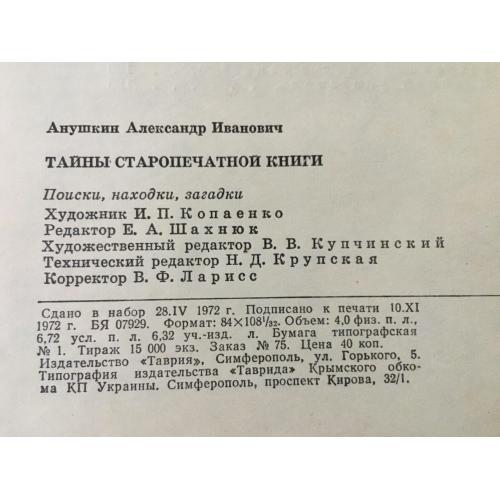 Анушкин Александр Иванович
ТАЙНЫ СТАРОПЕЧАТНОЙ КНИГИ
Поиски, находки, загадки
Художник И. П. Копаенко
Редактор Е. А. Шахнюк
Художественный редактор В. В. Купчинский
Технический редактор Н. Д. Крупская
Корректор В. Ф. Ларисс
Сдано в набор 28.IV 1972 г. Подписано к печати 10.XI
1972 г. БЯ 07929. Формат: 84×108¹/₃₂. Объем: 4,0 физ. п. л.,
6,72 усл. п. л. 6,32 уч.-изд. л. Бумага типографская
№ 1. Тираж 15 000 экз. Заказ № 75. Цена 40 коп.
Издательство «Таврия», Симферополь, ул. Горького, 5.
Типография издательства «Таврида» Крымского обко-
ма КП Украины. Симферополь, проспект Кирова, 32/1.